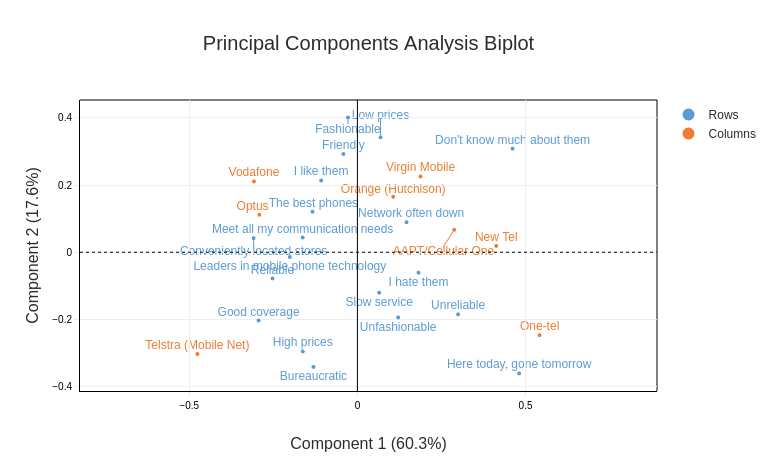 Principal Components Analysis Biplot
Rows
Columns
Component 2 (17.6%)
0.4
0.2
0
−0.2
−0.4
Low prices
Fashionable
Friendly
Don't know much about them
Virgin Mobile
Vodafone
I like them
Orange (Hutchison)
The best phones
Optus
Network often down
Meet all my communication needs
New Tel
Conveniently located stores
AAPT/Cellular One
Leaders in mobile phone technology
Reliable
I hate them
Slow service
Unreliable
Good coverage
Unfashionable
One-tel
Telstra (Mobile Net)
High prices
Here today, gone tomorrow
Bureaucratic
−0.5
0
0.5
Component 1 (60.3%)